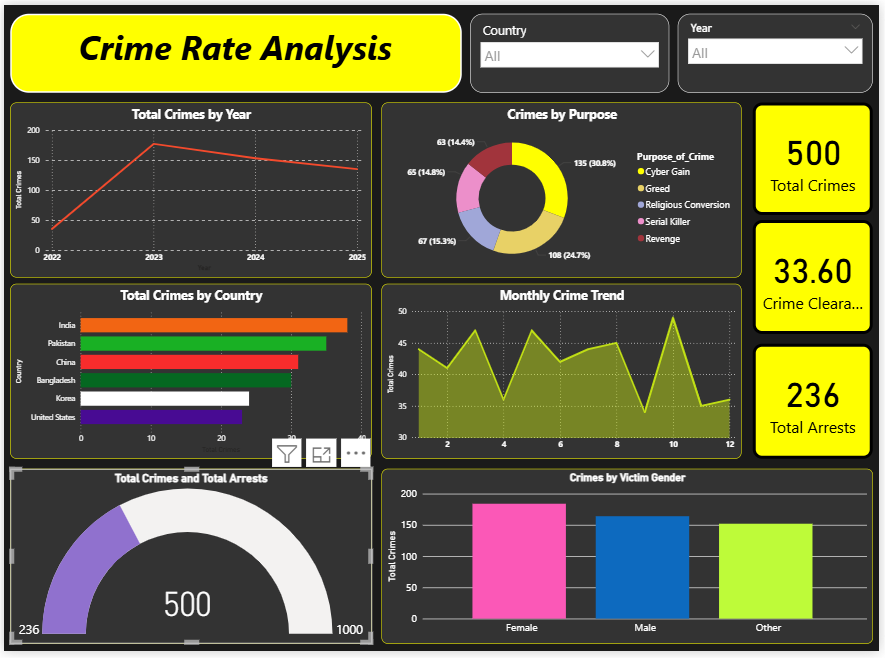 Crime Rate Analysis
Country
All
Year
All
Total Crimes by Year
Total Crimes
200
150
100
50
0
2022
2023
2024
2025
Year
Crimes by Purpose
63 (14.4%)
65 (14.8%)
67 (15.3%)
135 (30.8%)
108 (24.7%)
Purpose_of_Crime
Cyber Gain
Greed
Religious Conversion
Serial Killer
Revenge
500
Total Crimes
33.60
Crime Cleara...
236
Total Arrests
Total Crimes by Country
Country
India
Pakistan
China
Bangladesh
Korea
United States
0
10
20
30
40
Monthly Crime Trend
Total Crimes
50
45
40
35
30
2
4
6
8
10
12
Total Crimes and Total Arrests
500
236
1000
Crimes by Victim Gender
Total Crimes
200
150
100
50
0
Female
Male
Other